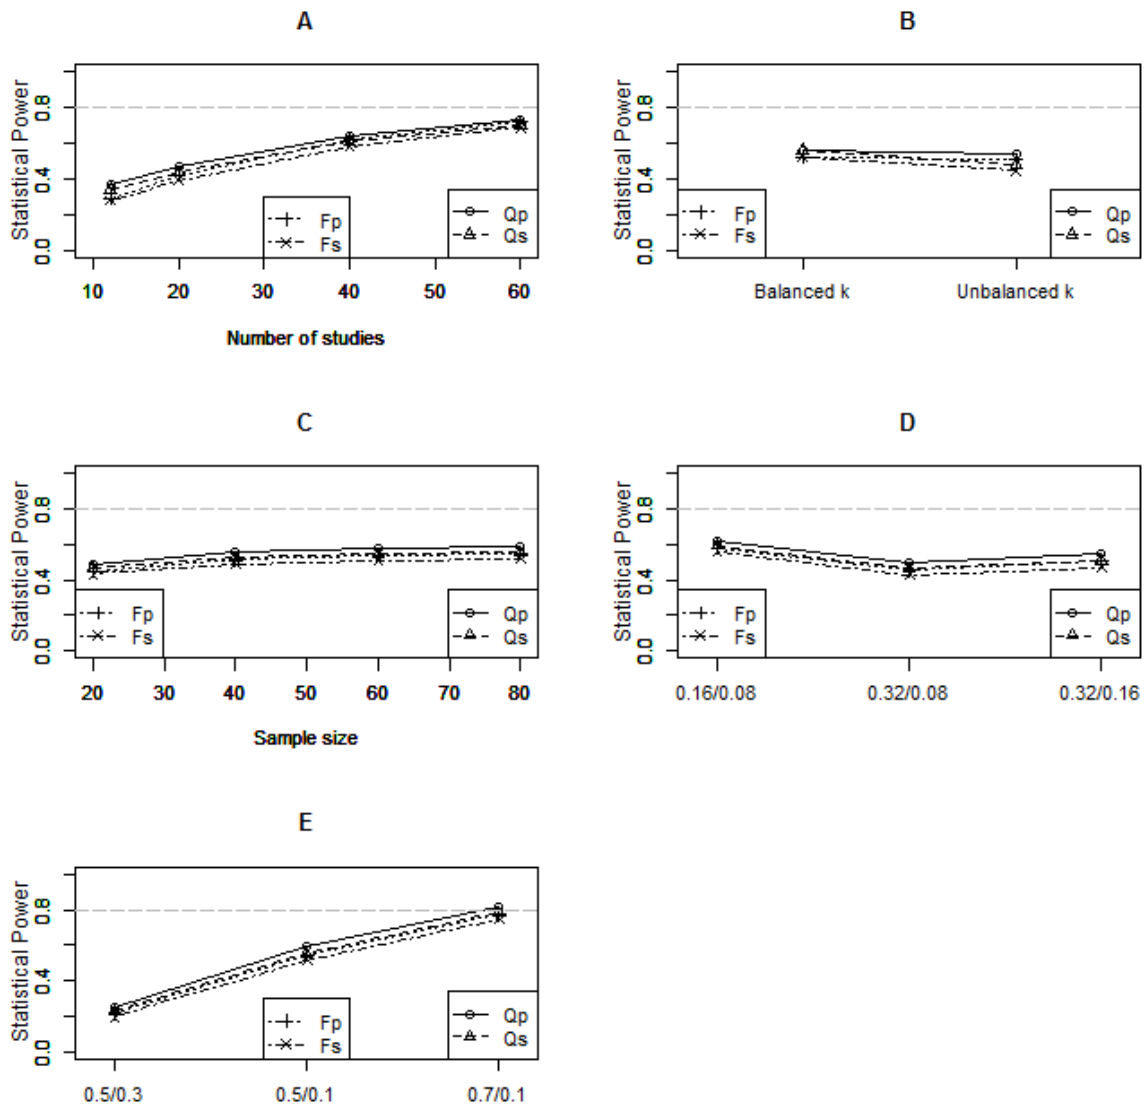 A
Statistical Power
0.0 0.4 0.8
Fp
Fs
Qp
Qs
10 20 30 40 50 60
Number of studies
B
Statistical Power
0.0 0.4 0.8
Fp
Fs
Qp
Qs
Balanced k Unbalanced k
C
Statistical Power
0.0 0.4 0.8
Fp
Fs
Qp
Qs
20 30 40 50 60 70 80
Sample size
D
Statistical Power
0.0 0.4 0.8
Fp
Fs
Qp
Qs
0.16/0.08 0.32/0.08 0.32/0.16
E
Statistical Power
0.0 0.4 0.8
Fp
Fs
Qp
Qs
0.5/0.3 0.5/0.1 0.7/0.1